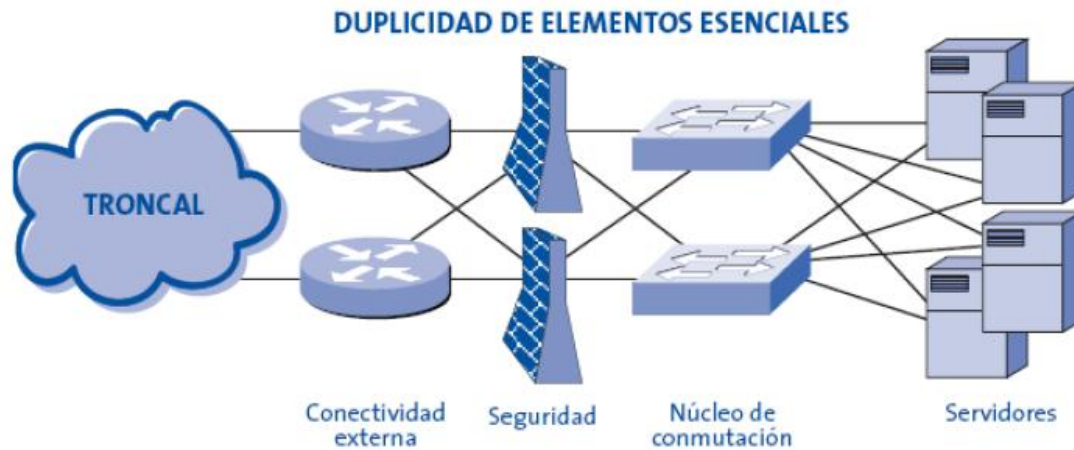 DUPLICIDAD DE ELEMENTOS ESENCIALES
TRONCAL
Conectividad
externa
Seguridad
Núcleo de
conmutación
Servidores